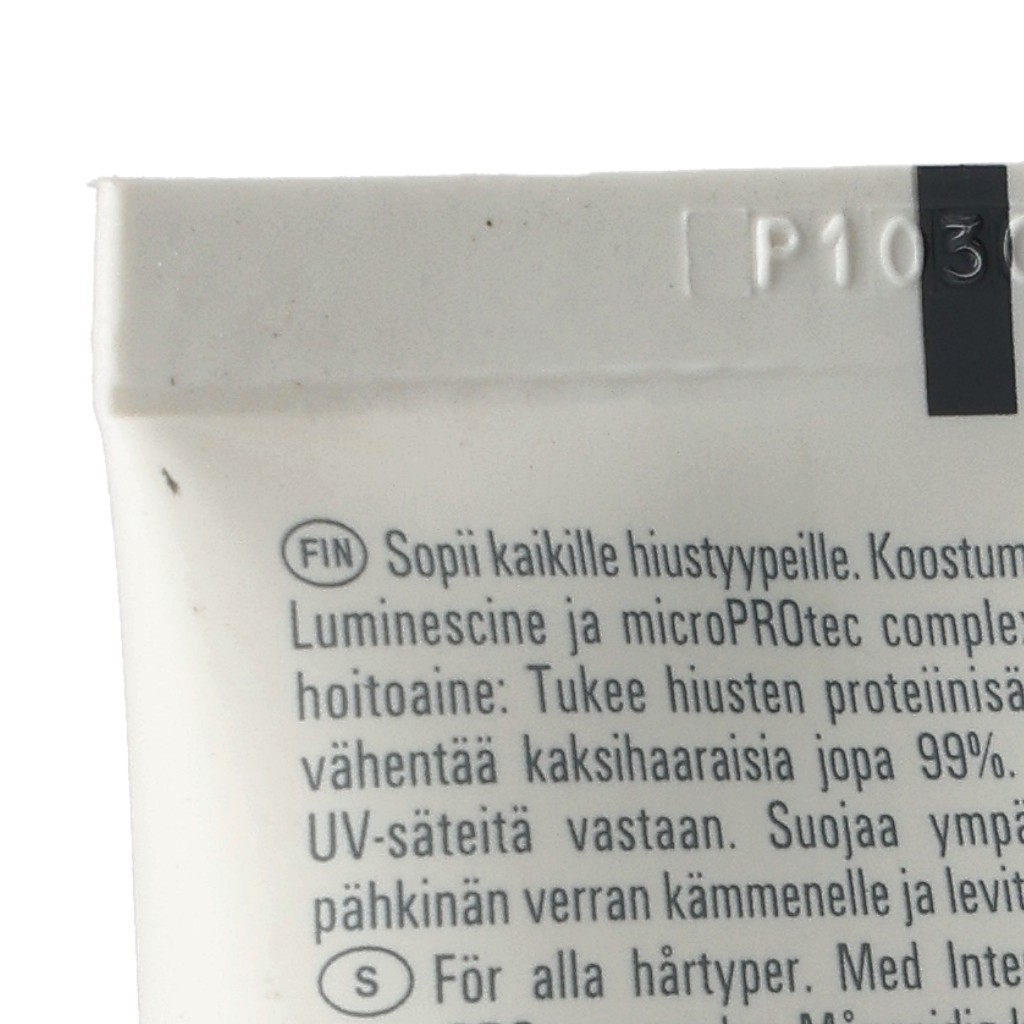 P103
FIN Sopii kaikille hiustyypeille. Koostum
Luminescine ja microPROtec comple
hoitoaine: Tukee hiusten proteiinisä
vähentää kaksihaaraisia jopa 99%.
UV-säteitä vastaan. Suojaa ympä
pähkinän verran kämmenelle ja levit
S För alla hårtyper. Med Inte